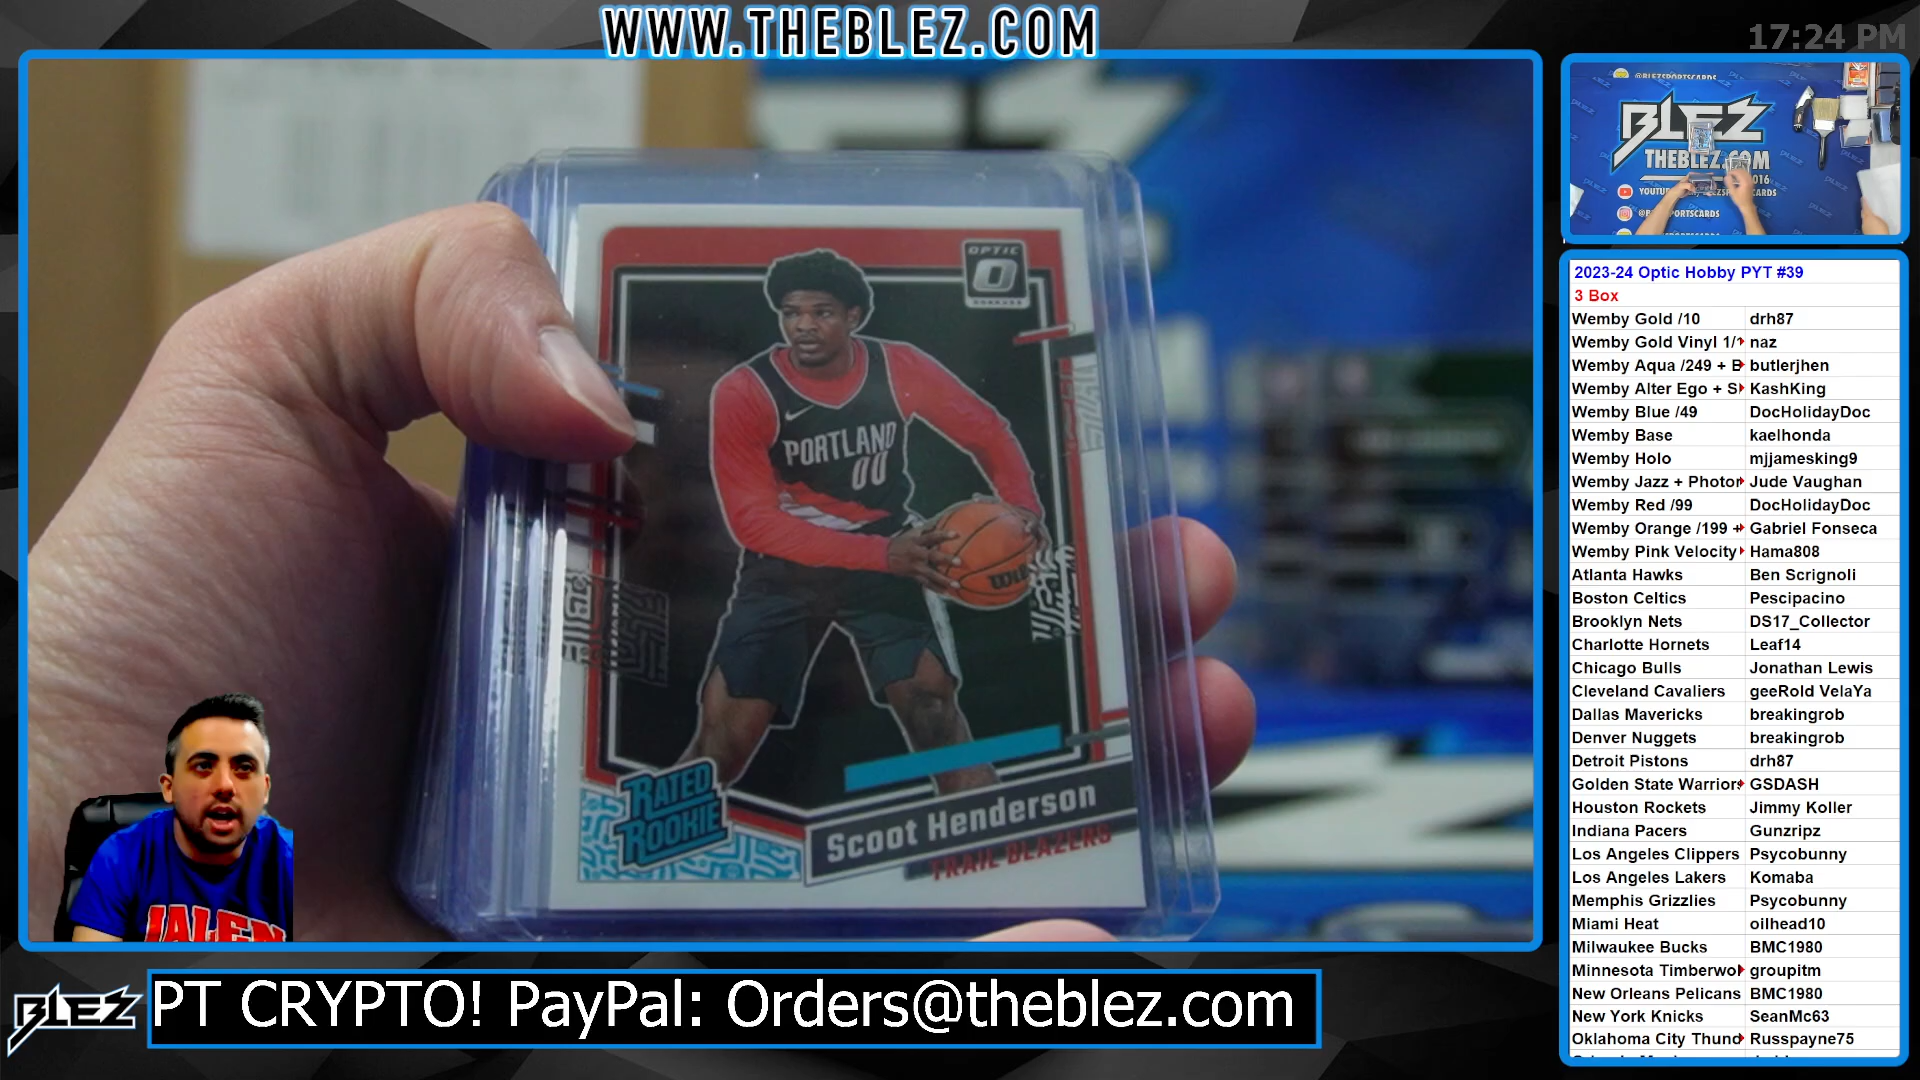 WWW.THEBLEZ.COM
17:24 PM
OPTIC
DONRUSS
PORTLAND
00
RATED
ROOKIE
Scoot Henderson
TRAIL BLAZERS
JALEN
BLEZ
PT CRYPTO! PayPal: Orders@theblez.com
@BLEZSPORTSCARDS
BLEZ
THEBLEZ.COM
2023-24 Optic Hobby PYT #39
3 Box
Wemby Gold /10 drh87
Wemby Gold Vinyl 1/ naz
Wemby Aqua /249 + butlerjhen
Wemby Alter Ego + KashKing
Wemby Blue /49 DocHolidayDoc
Wemby Base kaelhonda
Wemby Holo mjjamesking9
Wemby Jazz + Photo Jude Vaughan
Wemby Red /99 DocHolidayDoc
Wemby Orange /199 + Gabriel Fonseca
Wemby Pink Velocity Hama808
Atlanta Hawks Ben Scrignoli
Boston Celtics Pescipacino
Brooklyn Nets DS17_Collector
Charlotte Hornets Leaf14
Chicago Bulls Jonathan Lewis
Cleveland Cavaliers geeRold VelaYa
Dallas Mavericks breakingrob
Denver Nuggets breakingrob
Detroit Pistons drh87
Golden State Warriors GSDASH
Houston Rockets Jimmy Koller
Indiana Pacers Gunzripz
Los Angeles Clippers Psycobunny
Los Angeles Lakers Komaba
Memphis Grizzlies Psycobunny
Miami Heat oilhead10
Milwaukee Bucks BMC1980
Minnesota Timberwol groupitm
New Orleans Pelicans BMC1980
New York Knicks SeanMc63
Oklahoma City Thund Russpayne75